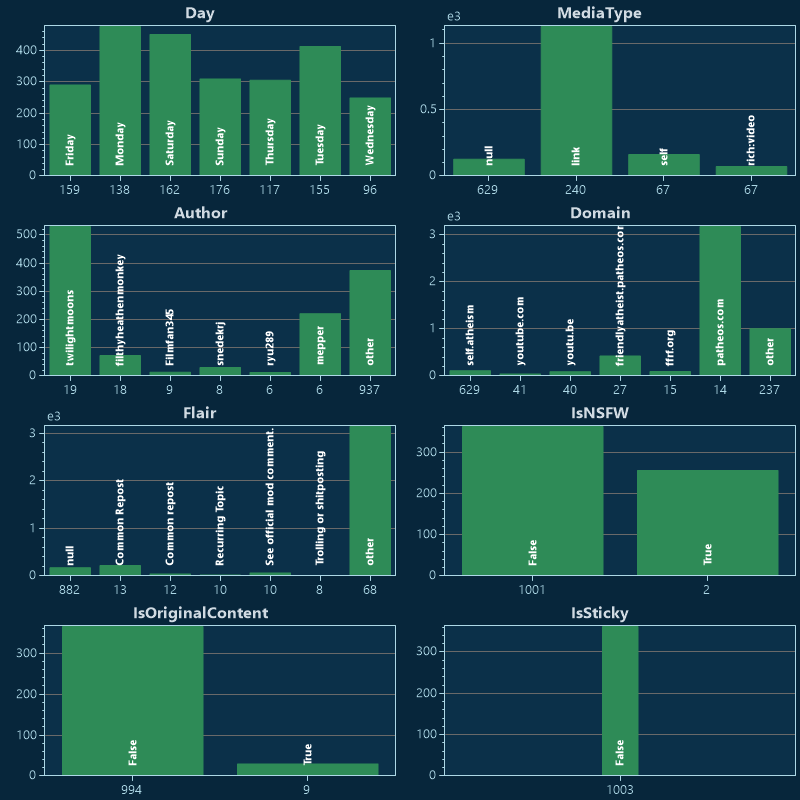 Day
400
300
200
100
0
Friday
Monday
Saturday
Sunday
Thursday
Tuesday
Wednesday
159 138 162 176 117 155 96
MediaType
e3
1
0.5
0
null
link
self
rich:video
629 240 67 67
Author
500
400
300
200
100
0
twilightmoons
filthyheathenmonkey
Filmfan345
snedekrj
ryu289
mepper
other
19 18 9 8 6 6 937
Domain
e3
3
2
1
0
self.atheism
youtube.com
youtu.be
friendlyatheist.patheos.com
ffrf.org
patheos.com
other
629 41 40 27 15 14 237
Flair
e3
3
2
1
0
null
Common Repost
Common repost
Recurring Topic
See official mod comment.
Trolling or shitposting
other
882 13 12 10 10 8 68
IsNSFW
300
200
100
0
False
True
1001 2
IsOriginalContent
300
200
100
0
False
True
994 9
IsSticky
300
200
100
0
False
1003